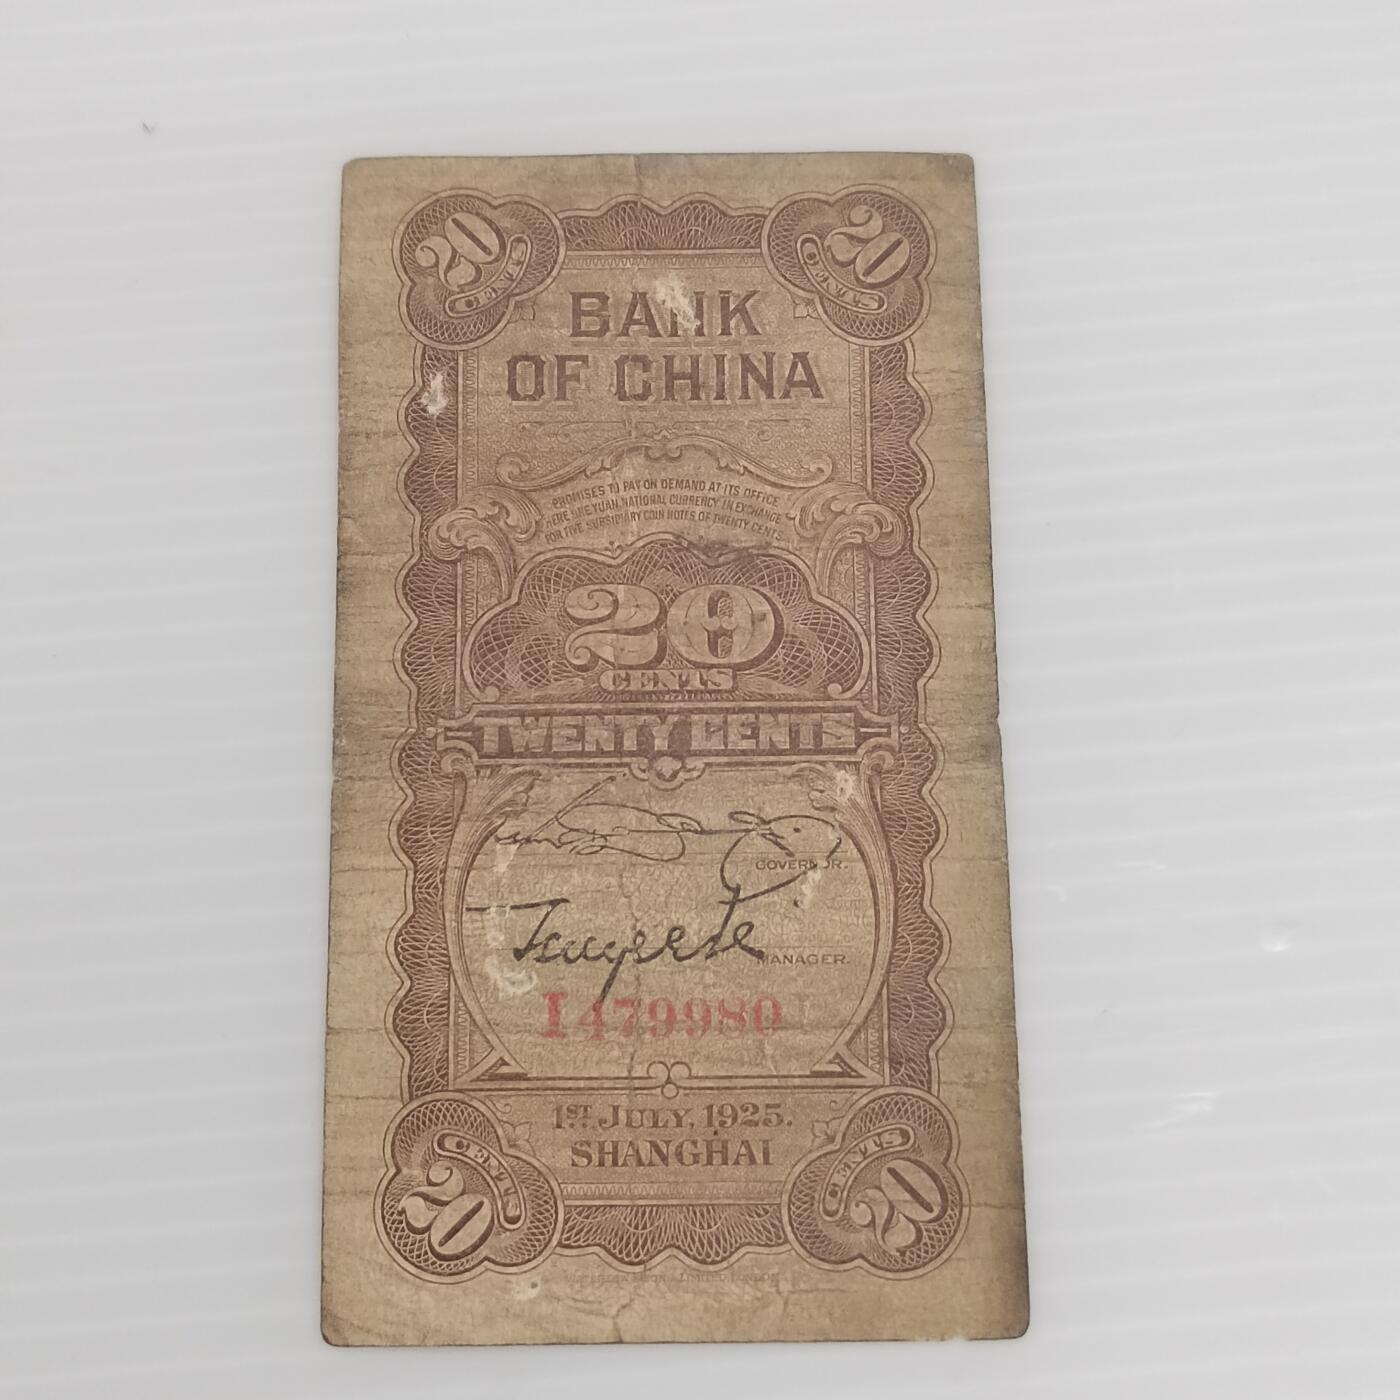 20 CENTS
20 CENTS
BANK
OF CHINA
PROMISES TO PAY ON DEMAND AT ITS OFFICE
HERE ONE YUAN NATIONAL CURRENCY IN EXCHANGE
FOR FIVE SUBSIDIARY COIN NOTES OF TWENTY CENTS
20
CENTS
TWENTY CENTS
GOVERNOR.
MANAGER.
I479980
1ST JULY, 1925.
SHANGHAI
CENTS 20
CENTS 20
LIMITED, LONDON